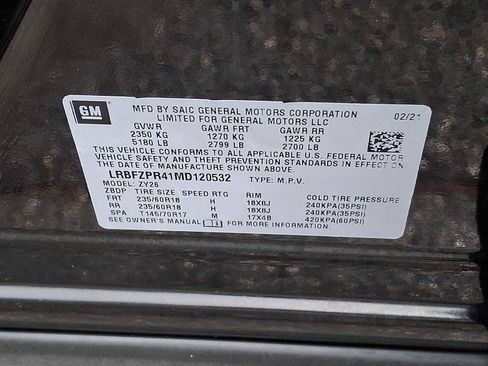 GM
MFD BY SAIC GENERAL MOTORS CORPORATION
LIMITED FOR GENERAL MOTORS LLC
02/21
GVWR GAWR FRT GAWR RR
2350 KG 1270 KG 1225 KG
5180 LB 2799 LB 2700 LB
THIS VEHICLE CONFORMS TO ALL APPLICABLE U.S. FEDERAL MOTOR
VEHICLE SAFETY AND THEFT PREVENTION STANDARDS IN EFFECT ON
THE DATE OF MANUFACTURE SHOWN ABOVE.
LRBFZPR41MD120532 TYPE: M.P.V.
MODEL: ZY26
ZBDP TIRE SIZE SPEED RTG RIM COLD TIRE PRESSURE
FRT 235/60R18 H 18X8J 240KPA(35PSI)
RR 235/60R18 H 18X8J 240KPA(35PSI)
SPA T145/70R17 M 17X4B 420KPA(60PSI)
SEE OWNER'S MANUAL FOR ADDITIONAL INFORMATION